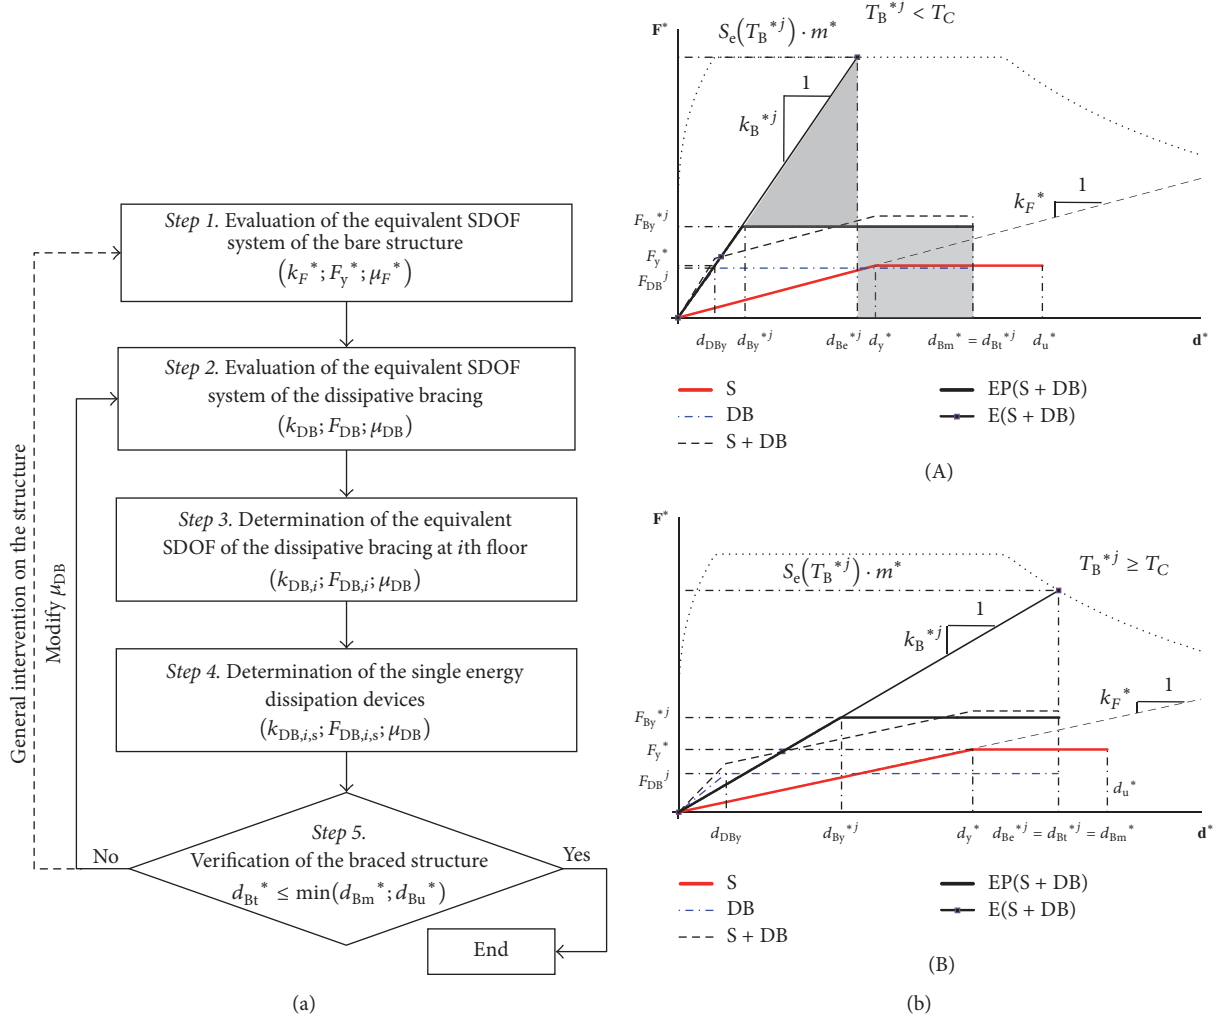 Step 1. Evaluation of the equivalent SDOF
system of the bare structure
(k_F*; F_y*; μ_F*)
Step 2. Evaluation of the equivalent SDOF
system of the dissipative bracing
(k_DB; F_DB; μ_DB)
Step 3. Determination of the equivalent
SDOF of the dissipative bracing at ith floor
(k_DB,i; F_DB,i; μ_DB)
Step 4. Determination of the single energy
dissipation devices
(k_DB,i,s; F_DB,i,s; μ_DB)
Step 5.
Verification of the braced structure
d_Bt* ≤ min(d_Bm*; d_Bu*)
No
Yes
End
General intervention on the structure
Modify μ_DB
(a)
F*
S_e(T_B*j) · m*
T_B*j < T_C
1
k_B*j
k_F*
1
F_By*j
F_y*
F_DB^j
d_DBy
d_By*j
d_Be*j
d_y*
d_Bm* = d_Bt*j
d_u*
d*
S
DB
S + DB
EP(S + DB)
E(S + DB)
(A)
F*
S_e(T_B*j) · m*
T_B*j ≥ T_C
1
k_B*j
k_F*
1
F_By*j
F_y*
F_DB^j
d_u*
d_DBy
d_By*j
d_y*
d_Be*j = d_Bt*j = d_Bm*
d*
S
DB
S + DB
EP(S + DB)
E(S + DB)
(B)
(b)